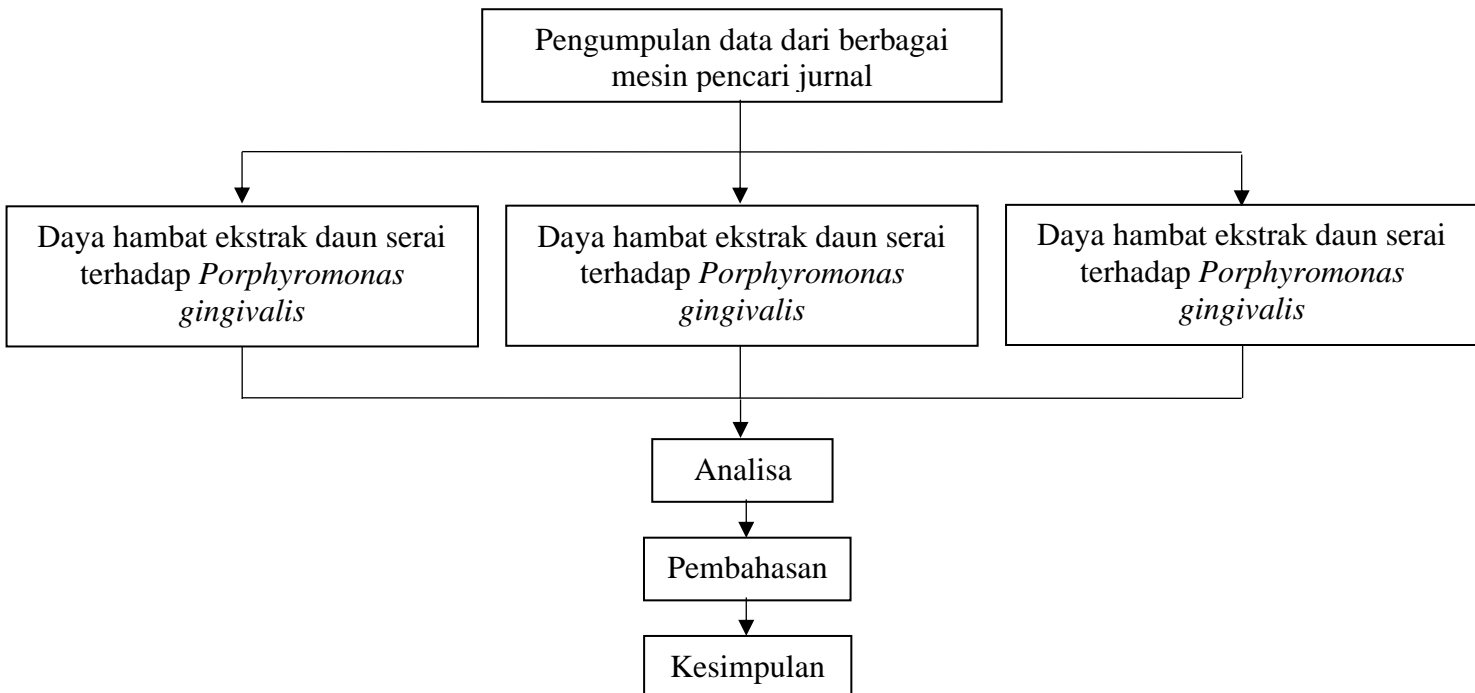 Pengumpulan data dari berbagai
mesin pencari jurnal
Daya hambat ekstrak daun serai
terhadap Porphyromonas
gingivalis
Daya hambat ekstrak daun serai
terhadap Porphyromonas
gingivalis
Daya hambat ekstrak daun serai
terhadap Porphyromonas
gingivalis
Analisa
Pembahasan
Kesimpulan